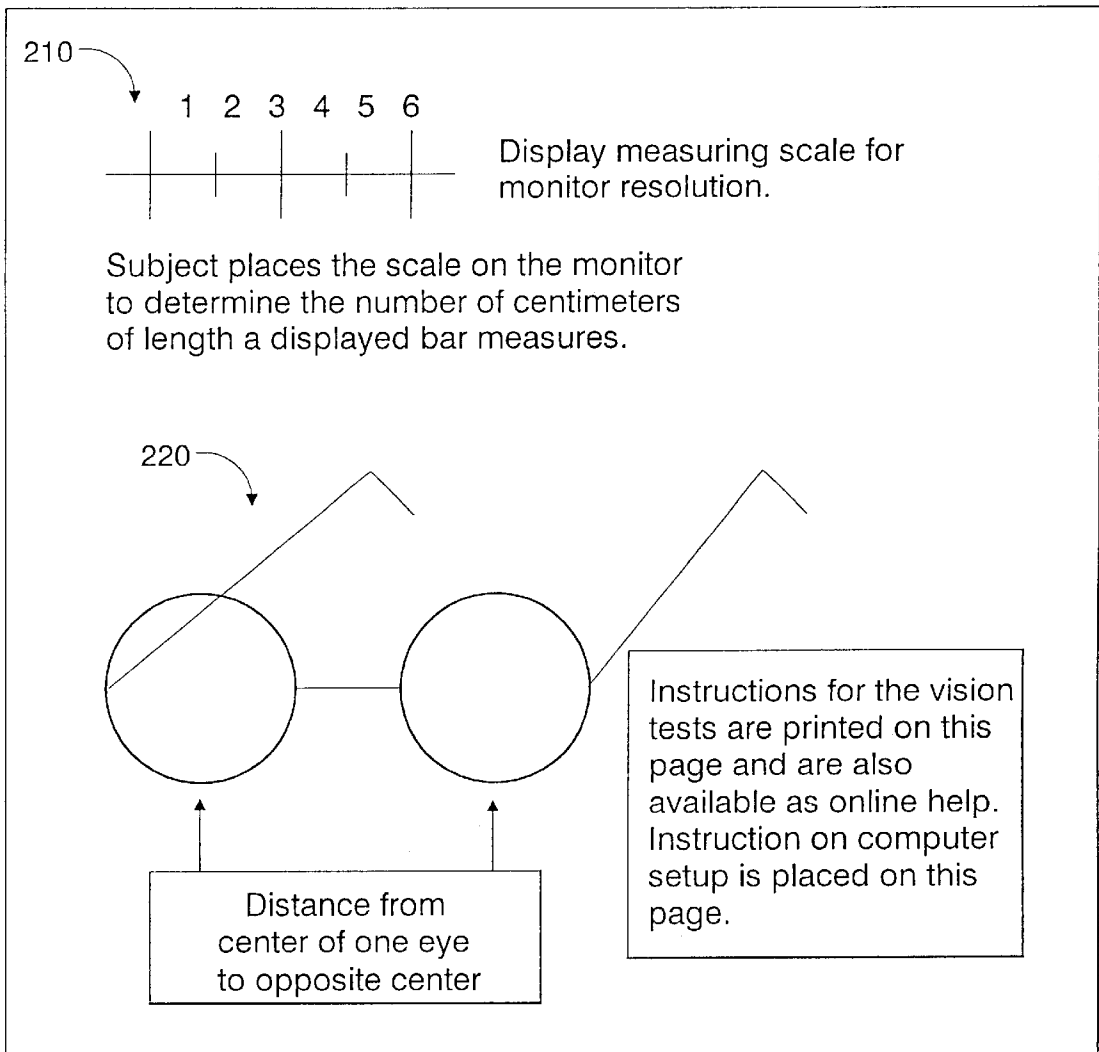 210
1 2 3 4 5 6
Display measuring scale for
monitor resolution.
Subject places the scale on the monitor
to determine the number of centimeters
of length a displayed bar measures.
220
Instructions for the vision
tests are printed on this
page and are also
available as online help.
Instruction on computer
setup is placed on this
page.
Distance from
center of one eye
to opposite center